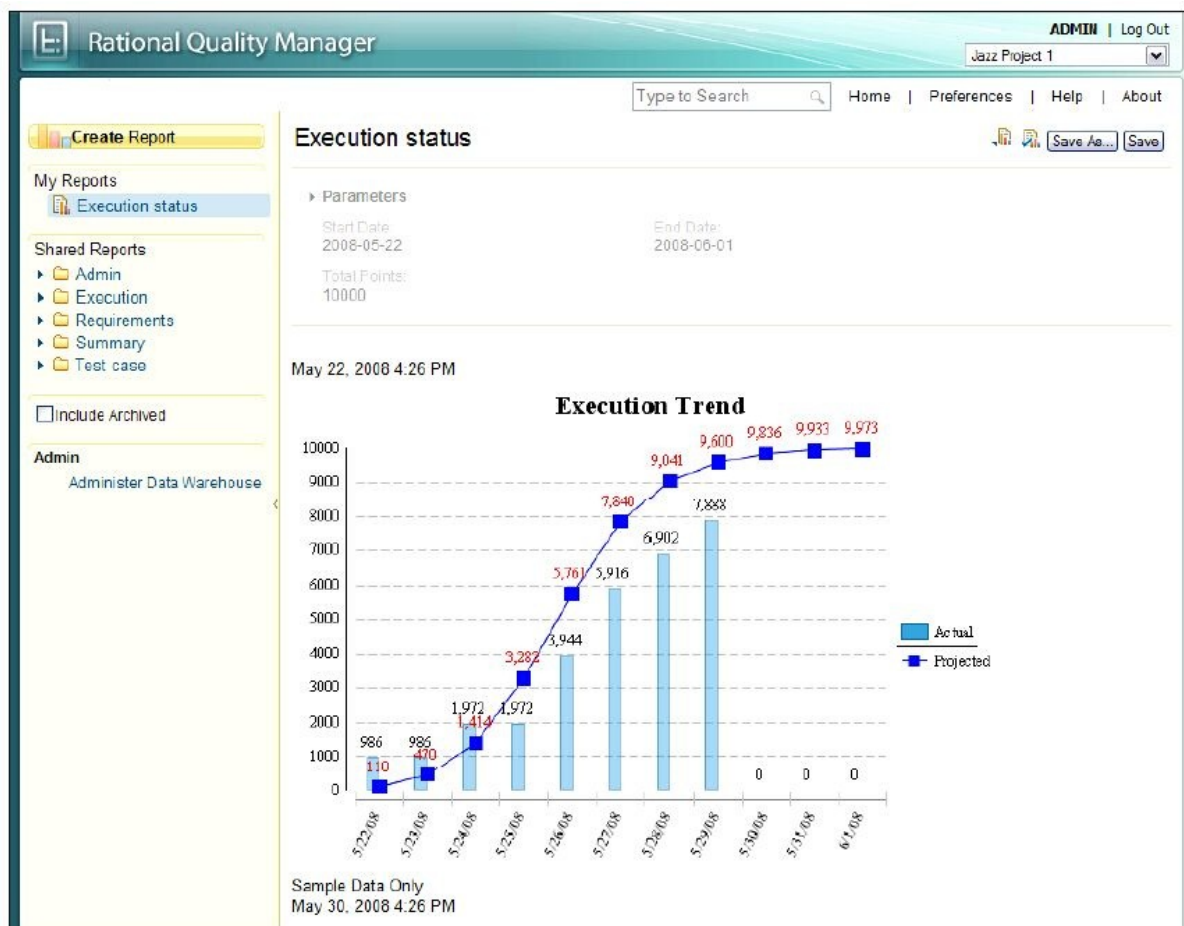 Rational Quality Manager
ADMIN | Log Out
Jazz Project 1
Type to Search
Home | Preferences | Help | About
Create Report
My Reports
Execution status
Shared Reports
Admin
Execution
Requirements
Summary
Test case
Include Archived
Admin
Administer Data Warehouse
Execution status
Save As... Save
Parameters
Start Date:
2008-05-22
End Date:
2008-06-01
Total Points:
10000
May 22, 2008 4:26 PM
Execution Trend
10000
9000
8000
7000
6000
5000
4000
3000
2000
1000
0
986 986 1,972 1,972 3,944 5,916 6,902 7,888 0 0 0
110 470 1,414 3,282 5,761 7,840 9,041 9,600 9,836 9,933 9,973
5/22/08 5/23/08 5/24/08 5/25/08 5/26/08 5/27/08 5/28/08 5/29/08 5/30/08 5/31/08 6/1/08
Actual
Projected
Sample Data Only
May 30, 2008 4:26 PM